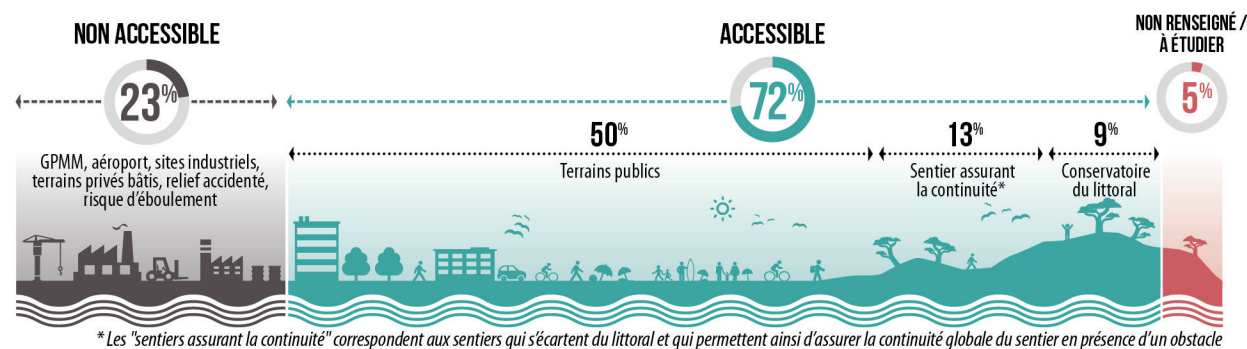 NON ACCESSIBLE
23%
GPMM, aéroport, sites industriels,
terrains privés bâtis, relief accidenté,
risque d'éboulement
ACCESSIBLE
72%
50%
Terrains publics
13%
Sentier assurant
la continuité*
9%
Conservatoire
du littoral
NON RENSEIGNÉ /
À ÉTUDIER
5%
* Les "sentiers assurant la continuité" correspondent aux sentiers qui s'écartent du littoral et qui permettent ainsi d'assurer la continuité globale du sentier en présence d'un obstacle